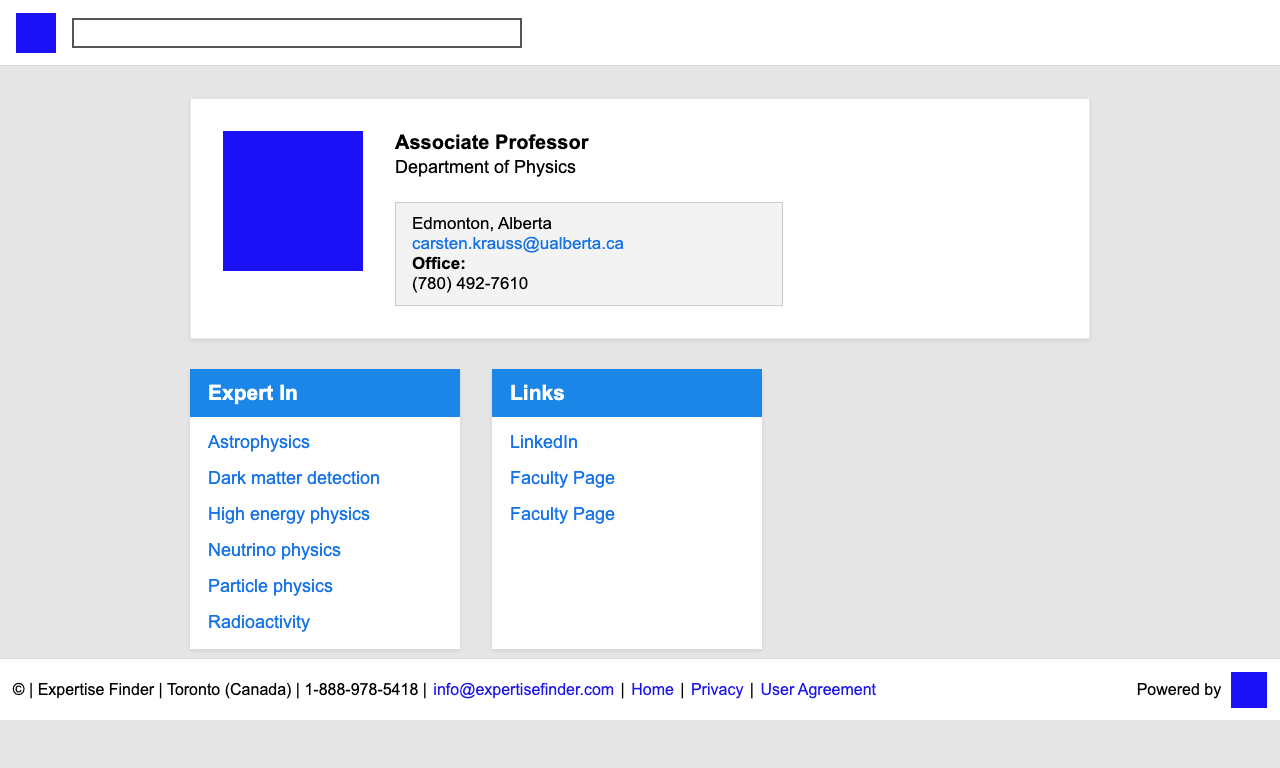 Associate Professor
Department of Physics
Edmonton, Alberta
carsten.krauss@ualberta.ca
Office:
(780) 492-7610
Expert In
Astrophysics
Dark matter detection
High energy physics
Neutrino physics
Particle physics
Radioactivity
Links
LinkedIn
Faculty Page
Faculty Page
© | Expertise Finder | Toronto (Canada) | 1-888-978-5418 | info@expertisefinder.com | Home | Privacy | User Agreement
Powered by